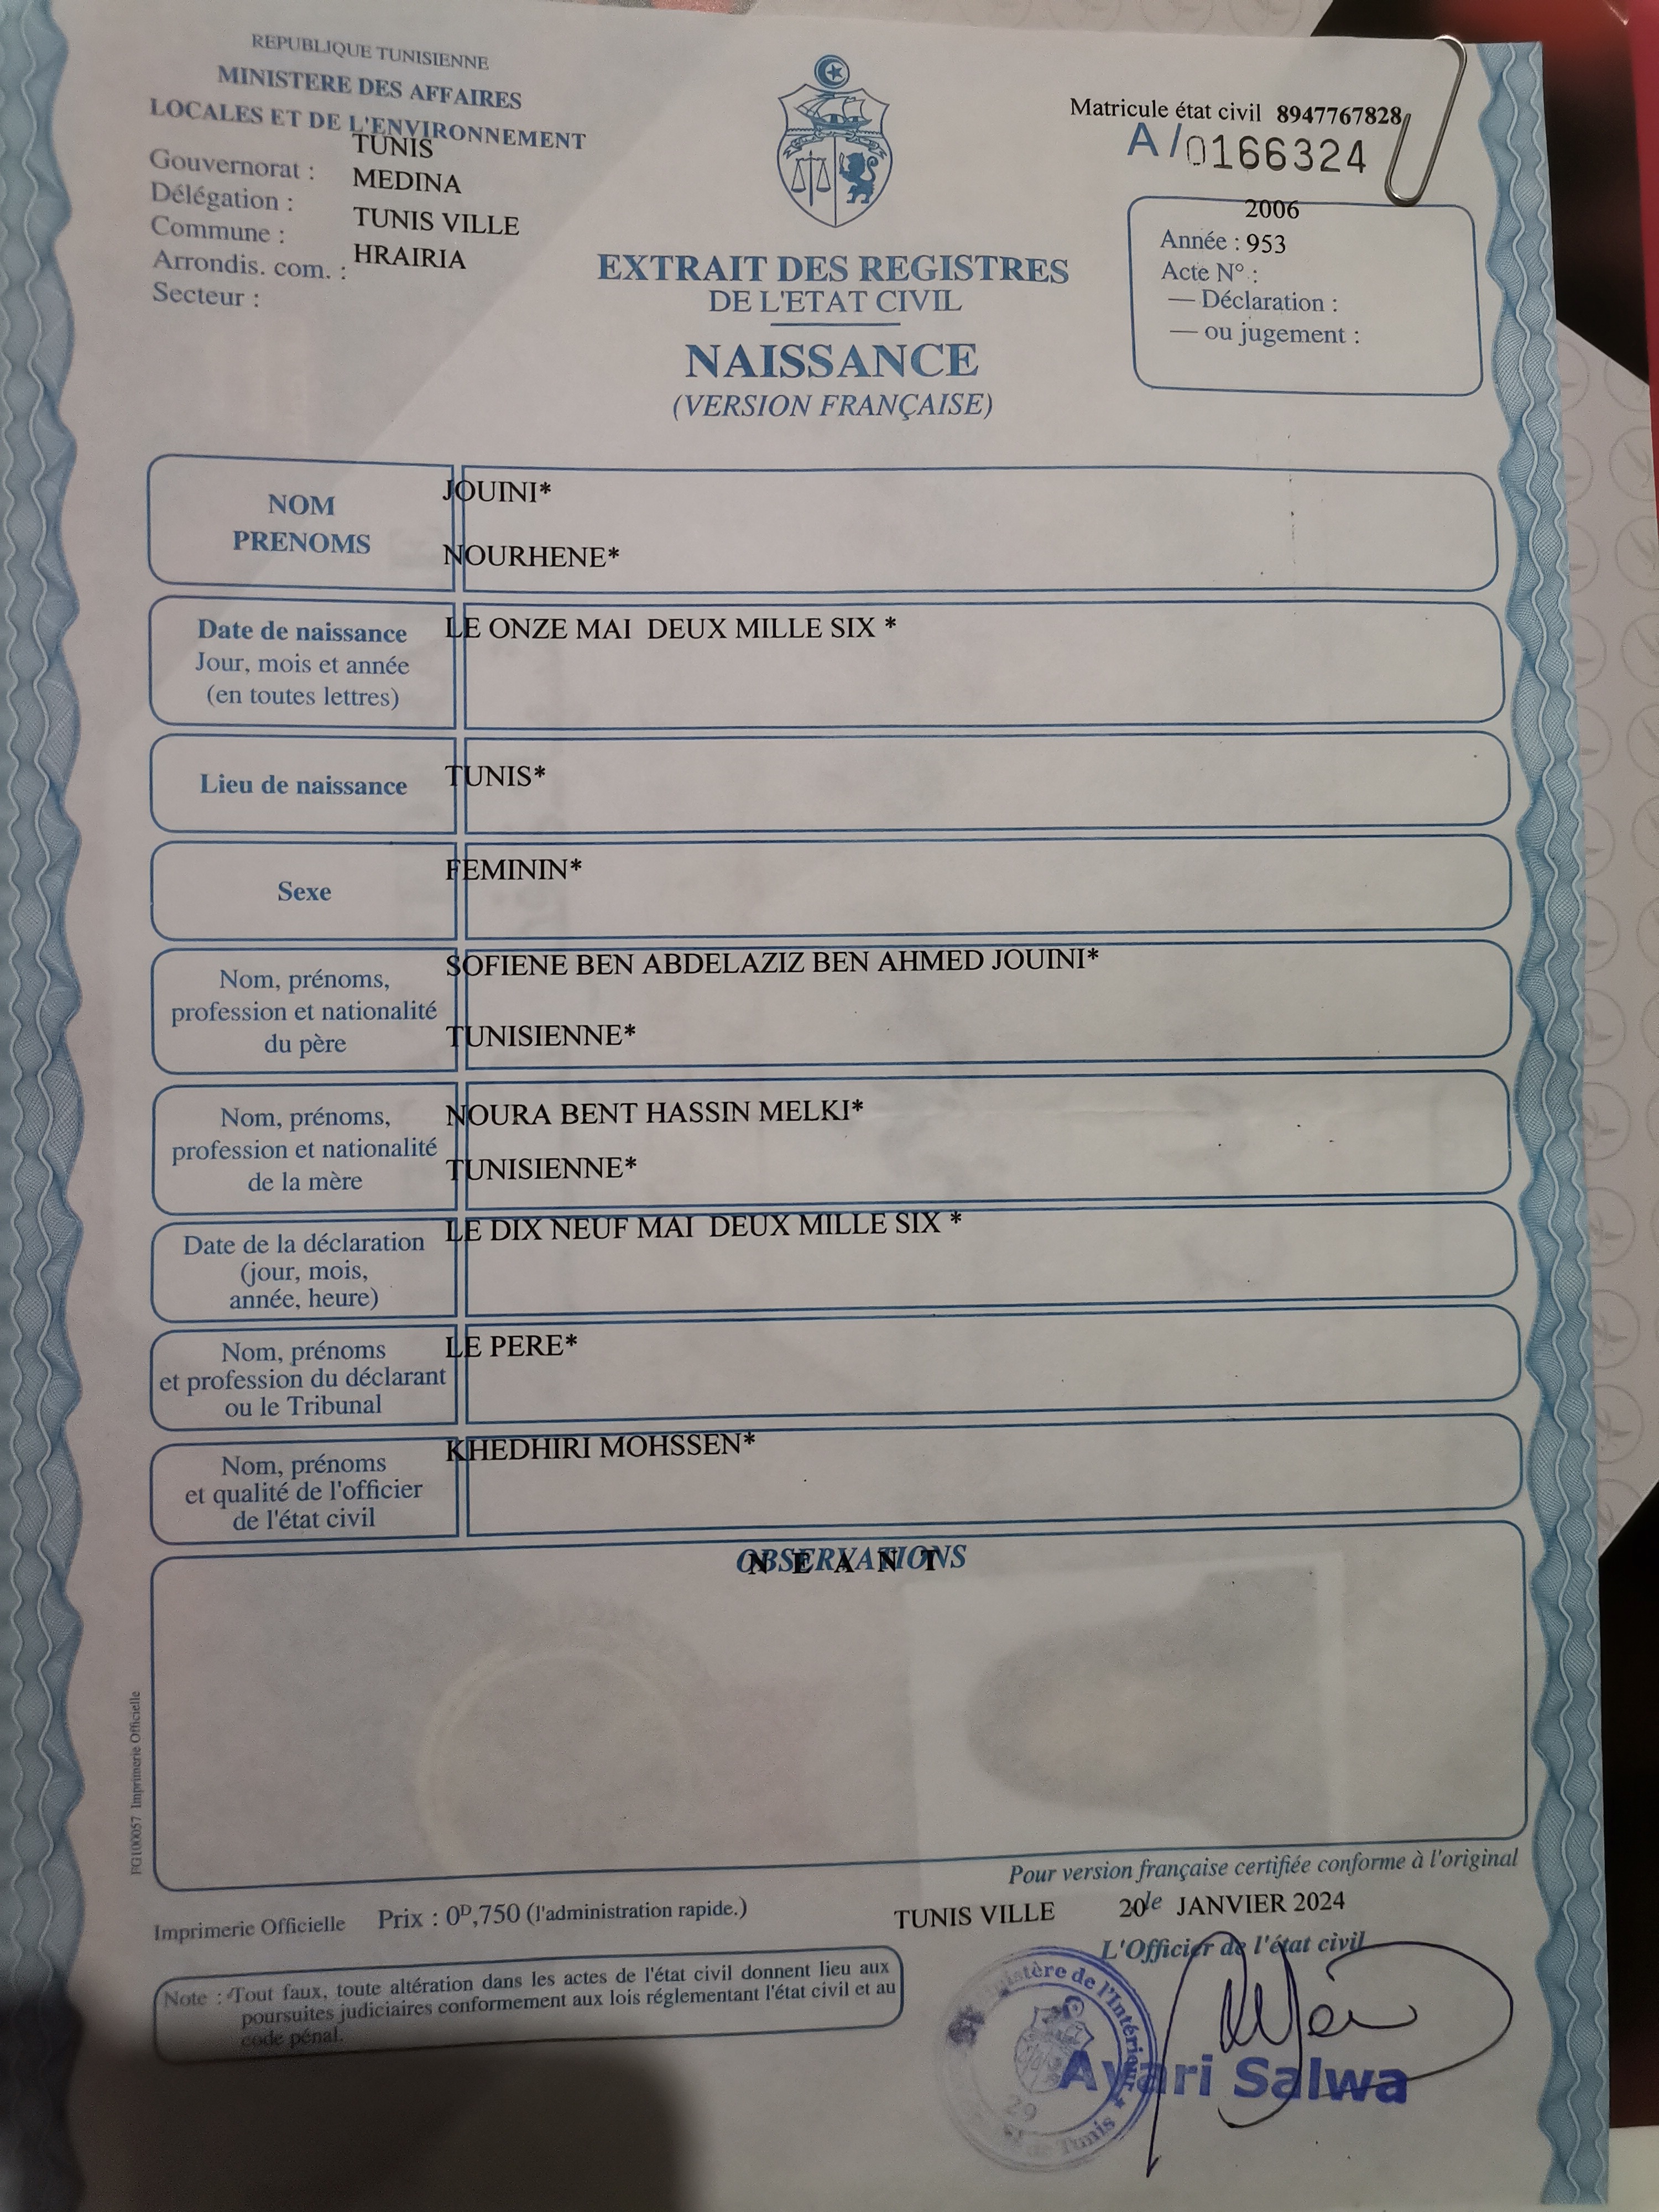 REPUBLIQUE TUNISIENNE
MINISTERE DES AFFAIRES
LOCALES ET DE L'ENVIRONNEMENT
Gouvernorat : TUNIS
Délégation : MEDINA
Commune : TUNIS VILLE
Arrondis. com. : HRAIRIA
Secteur :
Matricule état civil 8947767828
A/0166324
2006
Année : 953
Acte N° :
— Déclaration :
— ou jugement :
EXTRAIT DES REGISTRES
DE L'ETAT CIVIL
NAISSANCE
(VERSION FRANÇAISE)
NOM
PRENOMS
JOUINI*
NOURHENE*
Date de naissance
Jour, mois et année
(en toutes lettres)
LE ONZE MAI DEUX MILLE SIX *
Lieu de naissance
TUNIS*
Sexe
FEMININ*
Nom, prénoms,
profession et nationalité
du père
SOFIENE BEN ABDELAZIZ BEN AHMED JOUINI*
TUNISIENNE*
Nom, prénoms,
profession et nationalité
de la mère
NOURA BENT HASSIN MELKI*
TUNISIENNE*
Date de la déclaration
(jour, mois,
année, heure)
LE DIX NEUF MAI DEUX MILLE SIX *
Nom, prénoms
et profession du déclarant
ou le Tribunal
LE PERE*
Nom, prénoms
et qualité de l'officier
de l'état civil
KHEDHIRI MOHSSEN*
OBSERVATIONS
N E A N T
FG100057 Imprimerie Officielle
Pour version française certifiée conforme à l'original
Imprimerie Officielle Prix : 0ᴰ,750 (l'administration rapide.)
TUNIS VILLE 20 le JANVIER 2024
L'Officier de l'état civil
Note : Tout faux, toute altération dans les actes de l'état civil donnent lieu aux
poursuites judiciaires conformement aux lois réglementant l'état civil et au
code pénal.
de l'Intérieur
29
de Tunis
Ayari Salwa